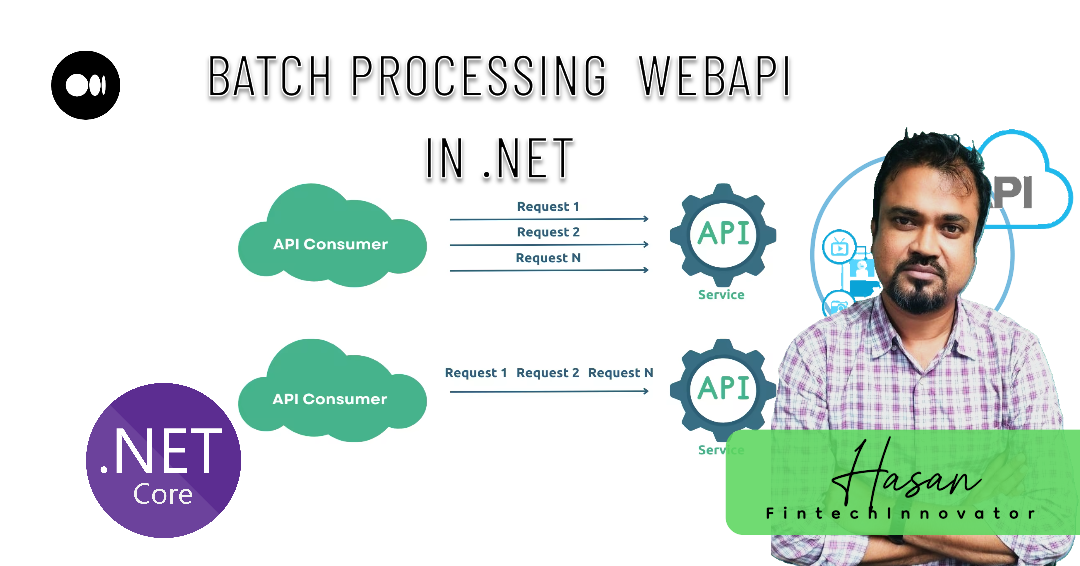 BATCH PROCESSING WEBAPI
IN .NET
API Consumer
Request 1
Request 2
Request N
API
Service
API Consumer
Request 1 Request 2 Request N
API
Service
PI
.NET
Core
Hasan
FintechInnovator